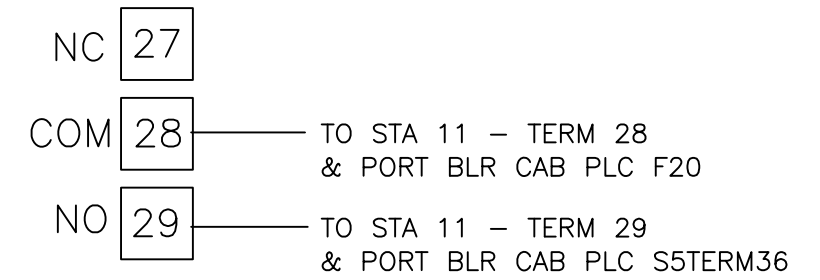 NC 27
COM 28 TO STA 11 – TERM 28
& PORT BLR CAB PLC F20
NO 29 TO STA 11 – TERM 29
& PORT BLR CAB PLC S5TERM36